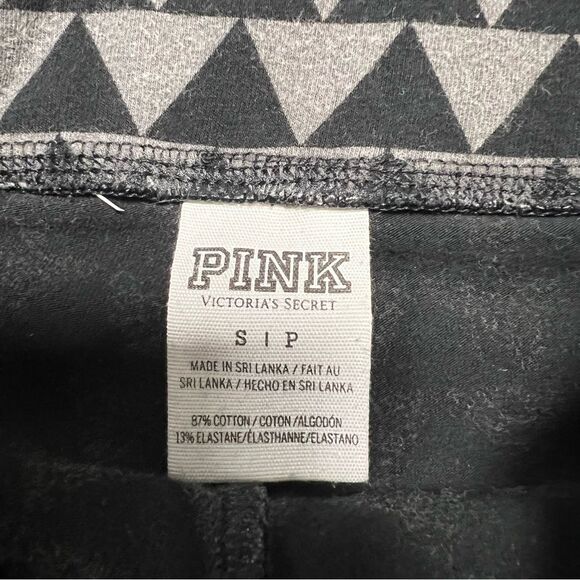 PINK
VICTORIA'S SECRET
S | P
MADE IN SRI LANKA / FAIT AU
SRI LANKA / HECHO EN SRI LANKA
87% COTTON / COTON / ALGODÓN
13% ELASTANE/ÉLASTHANNE/ELASTANO